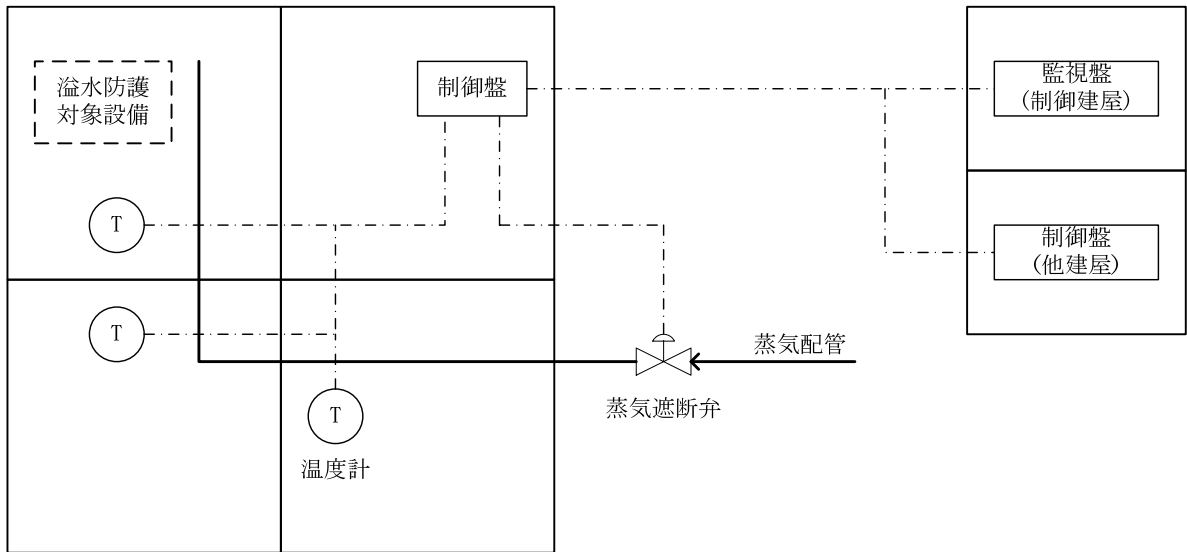 溢水防護
対象設備
制御盤
監視盤
(制御建屋)
T
制御盤
(他建屋)
T
蒸気配管
T
蒸気遮断弁
温度計